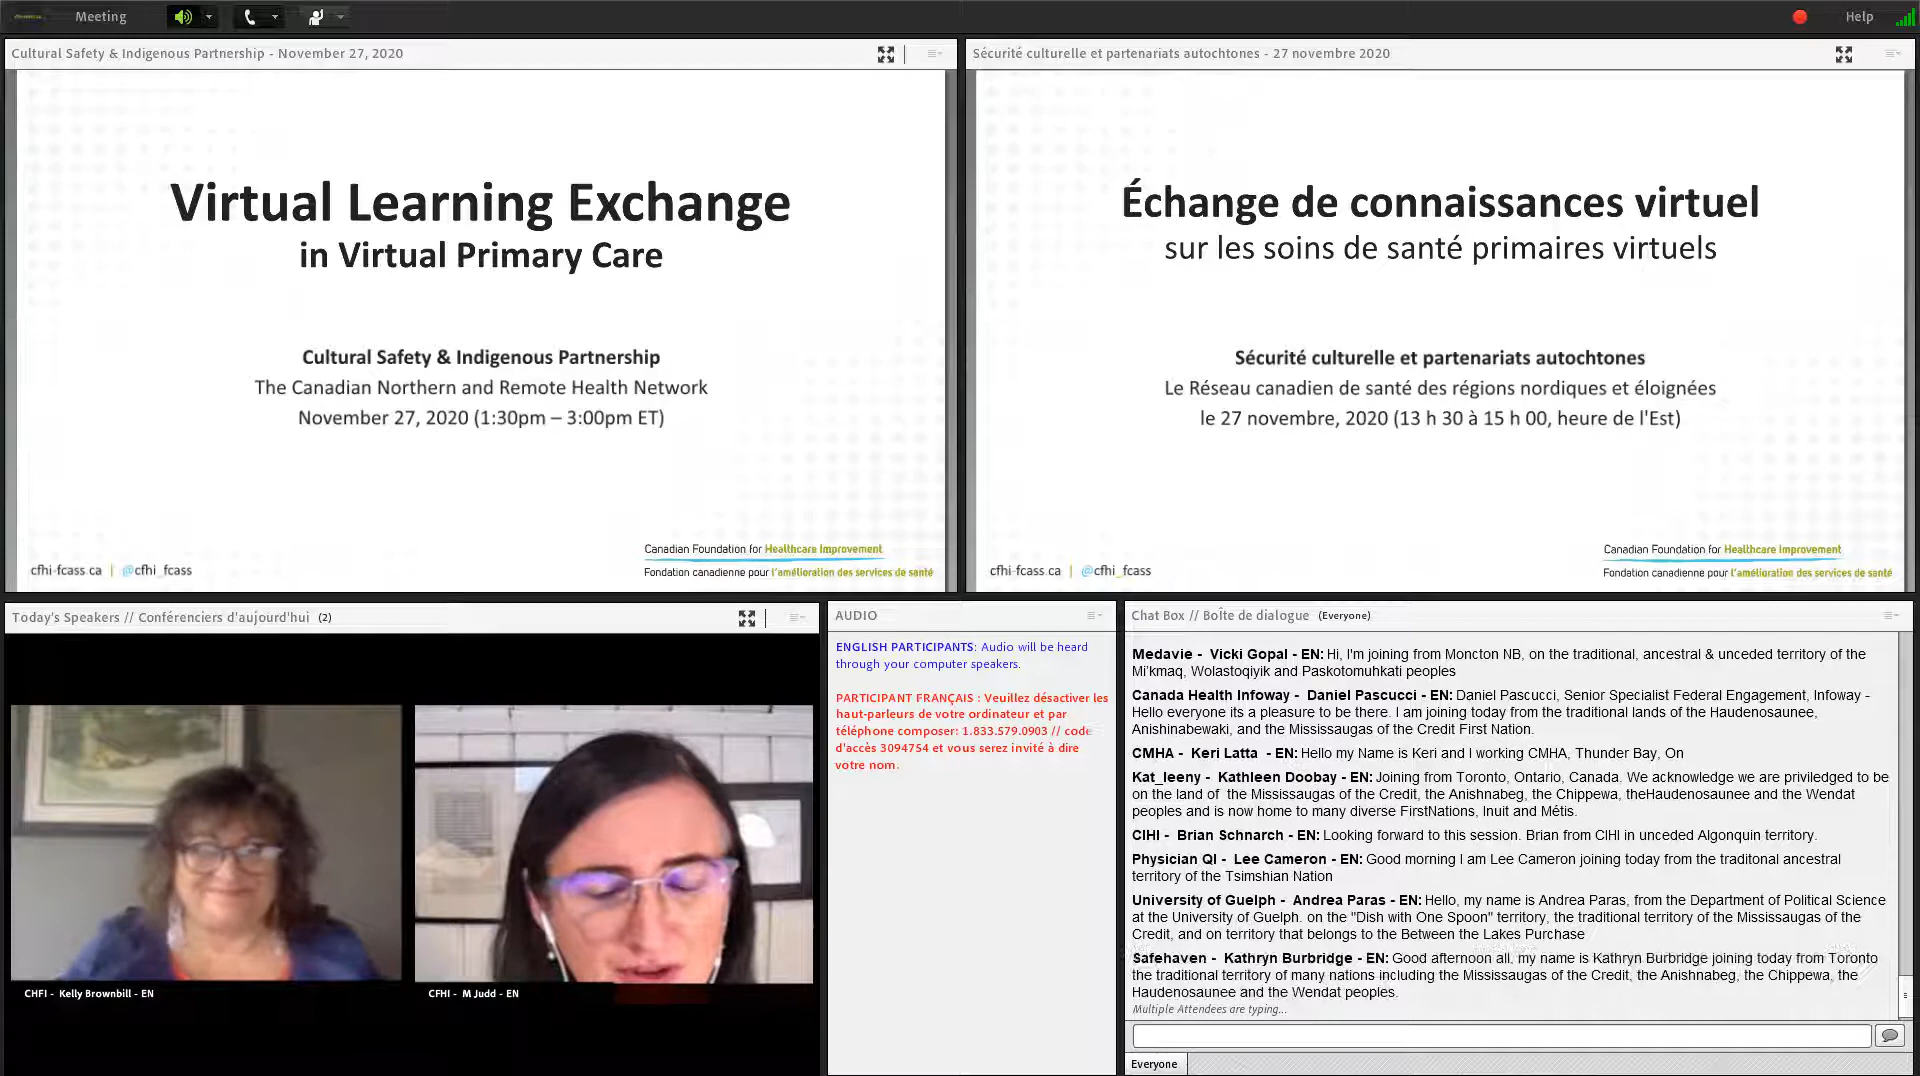 Meeting
Help
Cultural Safety & Indigenous Partnership - November 27, 2020
Virtual Learning Exchange
in Virtual Primary Care
Cultural Safety & Indigenous Partnership
The Canadian Northern and Remote Health Network
November 27, 2020 (1:30pm – 3:00pm ET)
cfhi-fcass.ca | @cfhi_fcass
Canadian Foundation for Healthcare Improvement
Fondation canadienne pour l'amélioration des services de santé
Sécurité culturelle et partenariats autochtones - 27 novembre 2020
Échange de connaissances virtuel
sur les soins de santé primaires virtuels
Sécurité culturelle et partenariats autochtones
Le Réseau canadien de santé des régions nordiques et éloignées
le 27 novembre, 2020 (13 h 30 à 15 h 00, heure de l'Est)
cfhi-fcass.ca | @cfhi_fcass
Canadian Foundation for Healthcare Improvement
Fondation canadienne pour l'amélioration des services de santé
Today's Speakers // Conférenciers d'aujourd'hui (2)
CHFI - Kelly Brownbill - EN
CFHI - M Judd - EN
AUDIO
ENGLISH PARTICIPANTS: Audio will be heard
through your computer speakers.
PARTICIPANT FRANÇAIS : Veuillez désactiver les
haut-parleurs de votre ordinateur et par
téléphone composer: 1.833.579.0903 // code
d'accès 3094754 et vous serez invité à dire
votre nom.
Chat Box // Boîte de dialogue (Everyone)
Medavie - Vicki Gopal - EN: Hi, I'm joining from Moncton NB, on the traditional, ancestral & unceded territory of the
Mi'kmaq, Wolastoqiyik and Paskotomuhkati peoples
Canada Health Infoway - Daniel Pascucci - EN: Daniel Pascucci, Senior Specialist Federal Engagement, Infoway -
Hello everyone its a pleasure to be there. I am joining today from the traditional lands of the Haudenosaunee,
Anishinabewaki, and the Mississaugas of the Credit First Nation.
CMHA - Keri Latta - EN: Hello my Name is Keri and I working CMHA, Thunder Bay, On
Kat_leeny - Kathleen Doobay - EN: Joining from Toronto, Ontario, Canada. We acknowledge we are priviledged to be
on the land of the Mississaugas of the Credit, the Anishnabeg, the Chippewa, theHaudenosaunee and the Wendat
peoples and is now home to many diverse FirstNations, Inuit and Métis.
CIHI - Brian Schnarch - EN: Looking forward to this session. Brian from CIHI in unceded Algonquin territory.
Physician QI - Lee Cameron - EN: Good morning I am Lee Cameron joining today from the traditonal ancestral
territory of the Tsimshian Nation
University of Guelph - Andrea Paras - EN: Hello, my name is Andrea Paras, from the Department of Political Science
at the University of Guelph. on the "Dish with One Spoon" territory, the traditional territory of the Mississaugas of the
Credit, and on territory that belongs to the Between the Lakes Purchase
Safehaven - Kathryn Burbridge - EN: Good afternoon all, my name is Kathryn Burbridge joining today from Toronto
the traditional territory of many nations including the Mississaugas of the Credit, the Anishnabeg, the Chippewa, the
Haudenosaunee and the Wendat peoples.
Multiple Attendees are typing...
Everyone